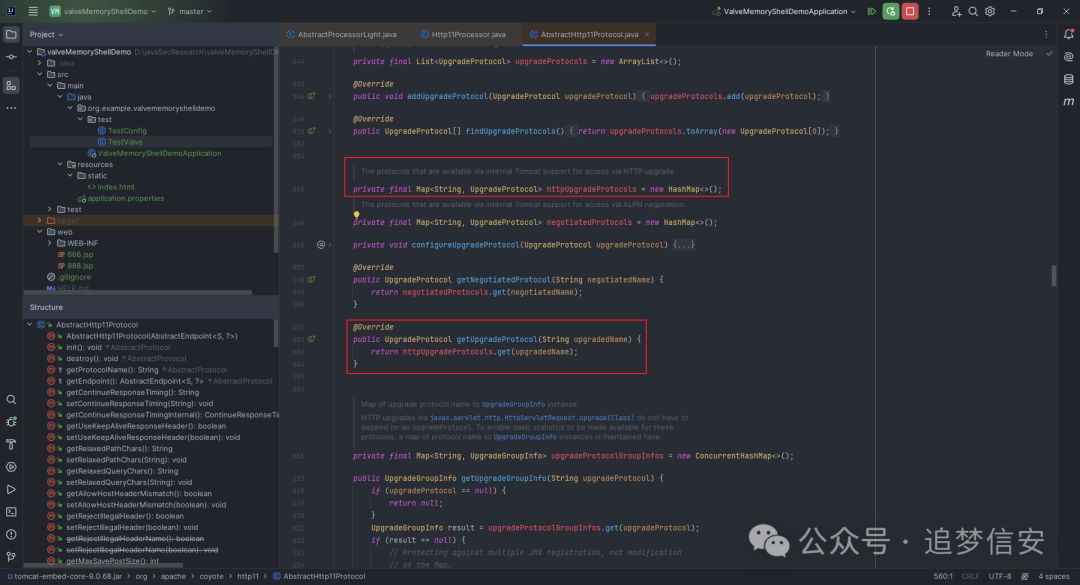 valveMemoryShellDemo
master
ValveMemoryShellDemoApplication
Project
AbstractProcessorLight.java
Http11Processor.java
AbstractHttp11Protocol.java
Reader Mode
valveMemoryShellDemo D:\javaSecResearch\valveMemoryShellDem
.idea
src
main
java
org.example.valvememoryshelldemo
test
TestConfig
TestValve
ValveMemoryShellDemoApplication
resources
static
index.html
application.properties
test
target
web
WEB-INF
666.jsp
888.jsp
.gitignore
HELP.md
Structure
AbstractHttp11Protocol
AbstractHttp11Protocol(AbstractEndpoint<S, ?>)
init(): void ↑AbstractProtocol
destroy(): void ↑AbstractProtocol
getProtocolName(): String ↑AbstractProtocol
getEndpoint(): AbstractEndpoint<S, ?> ↑AbstractProtocol
getContinueResponseTiming(): String
setContinueResponseTiming(String): void
getContinueResponseTimingInternal(): ContinueResponseTi
getUseKeepAliveResponseHeader(): boolean
setUseKeepAliveResponseHeader(boolean): void
getRelaxedPathChars(): String
setRelaxedPathChars(String): void
getRelaxedQueryChars(): String
setRelaxedQueryChars(String): void
getAllowHostHeaderMismatch(): boolean
setAllowHostHeaderMismatch(boolean): void
getRejectIllegalHeader(): boolean
setRejectIllegalHeader(boolean): void
getRejectIllegalHeaderName(): boolean
setRejectIllegalHeaderName(boolean): void
getMaxSavePostSize(): int
544 private final List<UpgradeProtocol> upgradeProtocols = new ArrayList<>();
545 @Override
546 public void addUpgradeProtocol(UpgradeProtocol upgradeProtocol) { upgradeProtocols.add(upgradeProtocol); }
549 @Override
550 public UpgradeProtocol[] findUpgradeProtocols() { return upgradeProtocols.toArray(new UpgradeProtocol[0]); }
553
554
The protocols that are available via internal Tomcat support for access via HTTP upgrade.
559 private final Map<String, UpgradeProtocol> httpUpgradeProtocols = new HashMap<>();
The protocols that are available via internal Tomcat support for access via ALPN negotiation.
564 private final Map<String, UpgradeProtocol> negotiatedProtocols = new HashMap<>();
565 private void configureUpgradeProtocol(UpgradeProtocol upgradeProtocol) {...}
597 @Override
598 public UpgradeProtocol getNegotiatedProtocol(String negotiatedName) {
599 return negotiatedProtocols.get(negotiatedName);
600 }
601 @Override
602 public UpgradeProtocol getUpgradeProtocol(String upgradedName) {
603 return httpUpgradeProtocols.get(upgradedName);
604 }
605
606
Map of upgrade protocol name to UpgradeGroupInfo instance.
HTTP upgrades via javax.servlet.http.HttpServletRequest.upgrade(Class) do not have to
depend on an UpgradeProtocol. To enable basic statistics to be made available for these
protocols, a map of protocol name to UpgradeGroupInfo instances is maintained here.
616 private final Map<String, UpgradeGroupInfo> upgradeProtocolGroupInfos = new ConcurrentHashMap<>();
617 public UpgradeGroupInfo getUpgradeGroupInfo(String upgradeProtocol) {
618 if (upgradeProtocol == null) {
619 return null;
620 }
621 UpgradeGroupInfo result = upgradeProtocolGroupInfos.get(upgradeProtocol);
622 if (result == null) {
623 // Protecting against multiple JMX registration, not modification
624 // of the Map.
公众号 · 追梦信安
tomcat-embed-core-9.0.68.jar > org > apache > coyote > http11 > AbstractHttp11Protocol
560:1 CRLF UTF-8 4 spaces